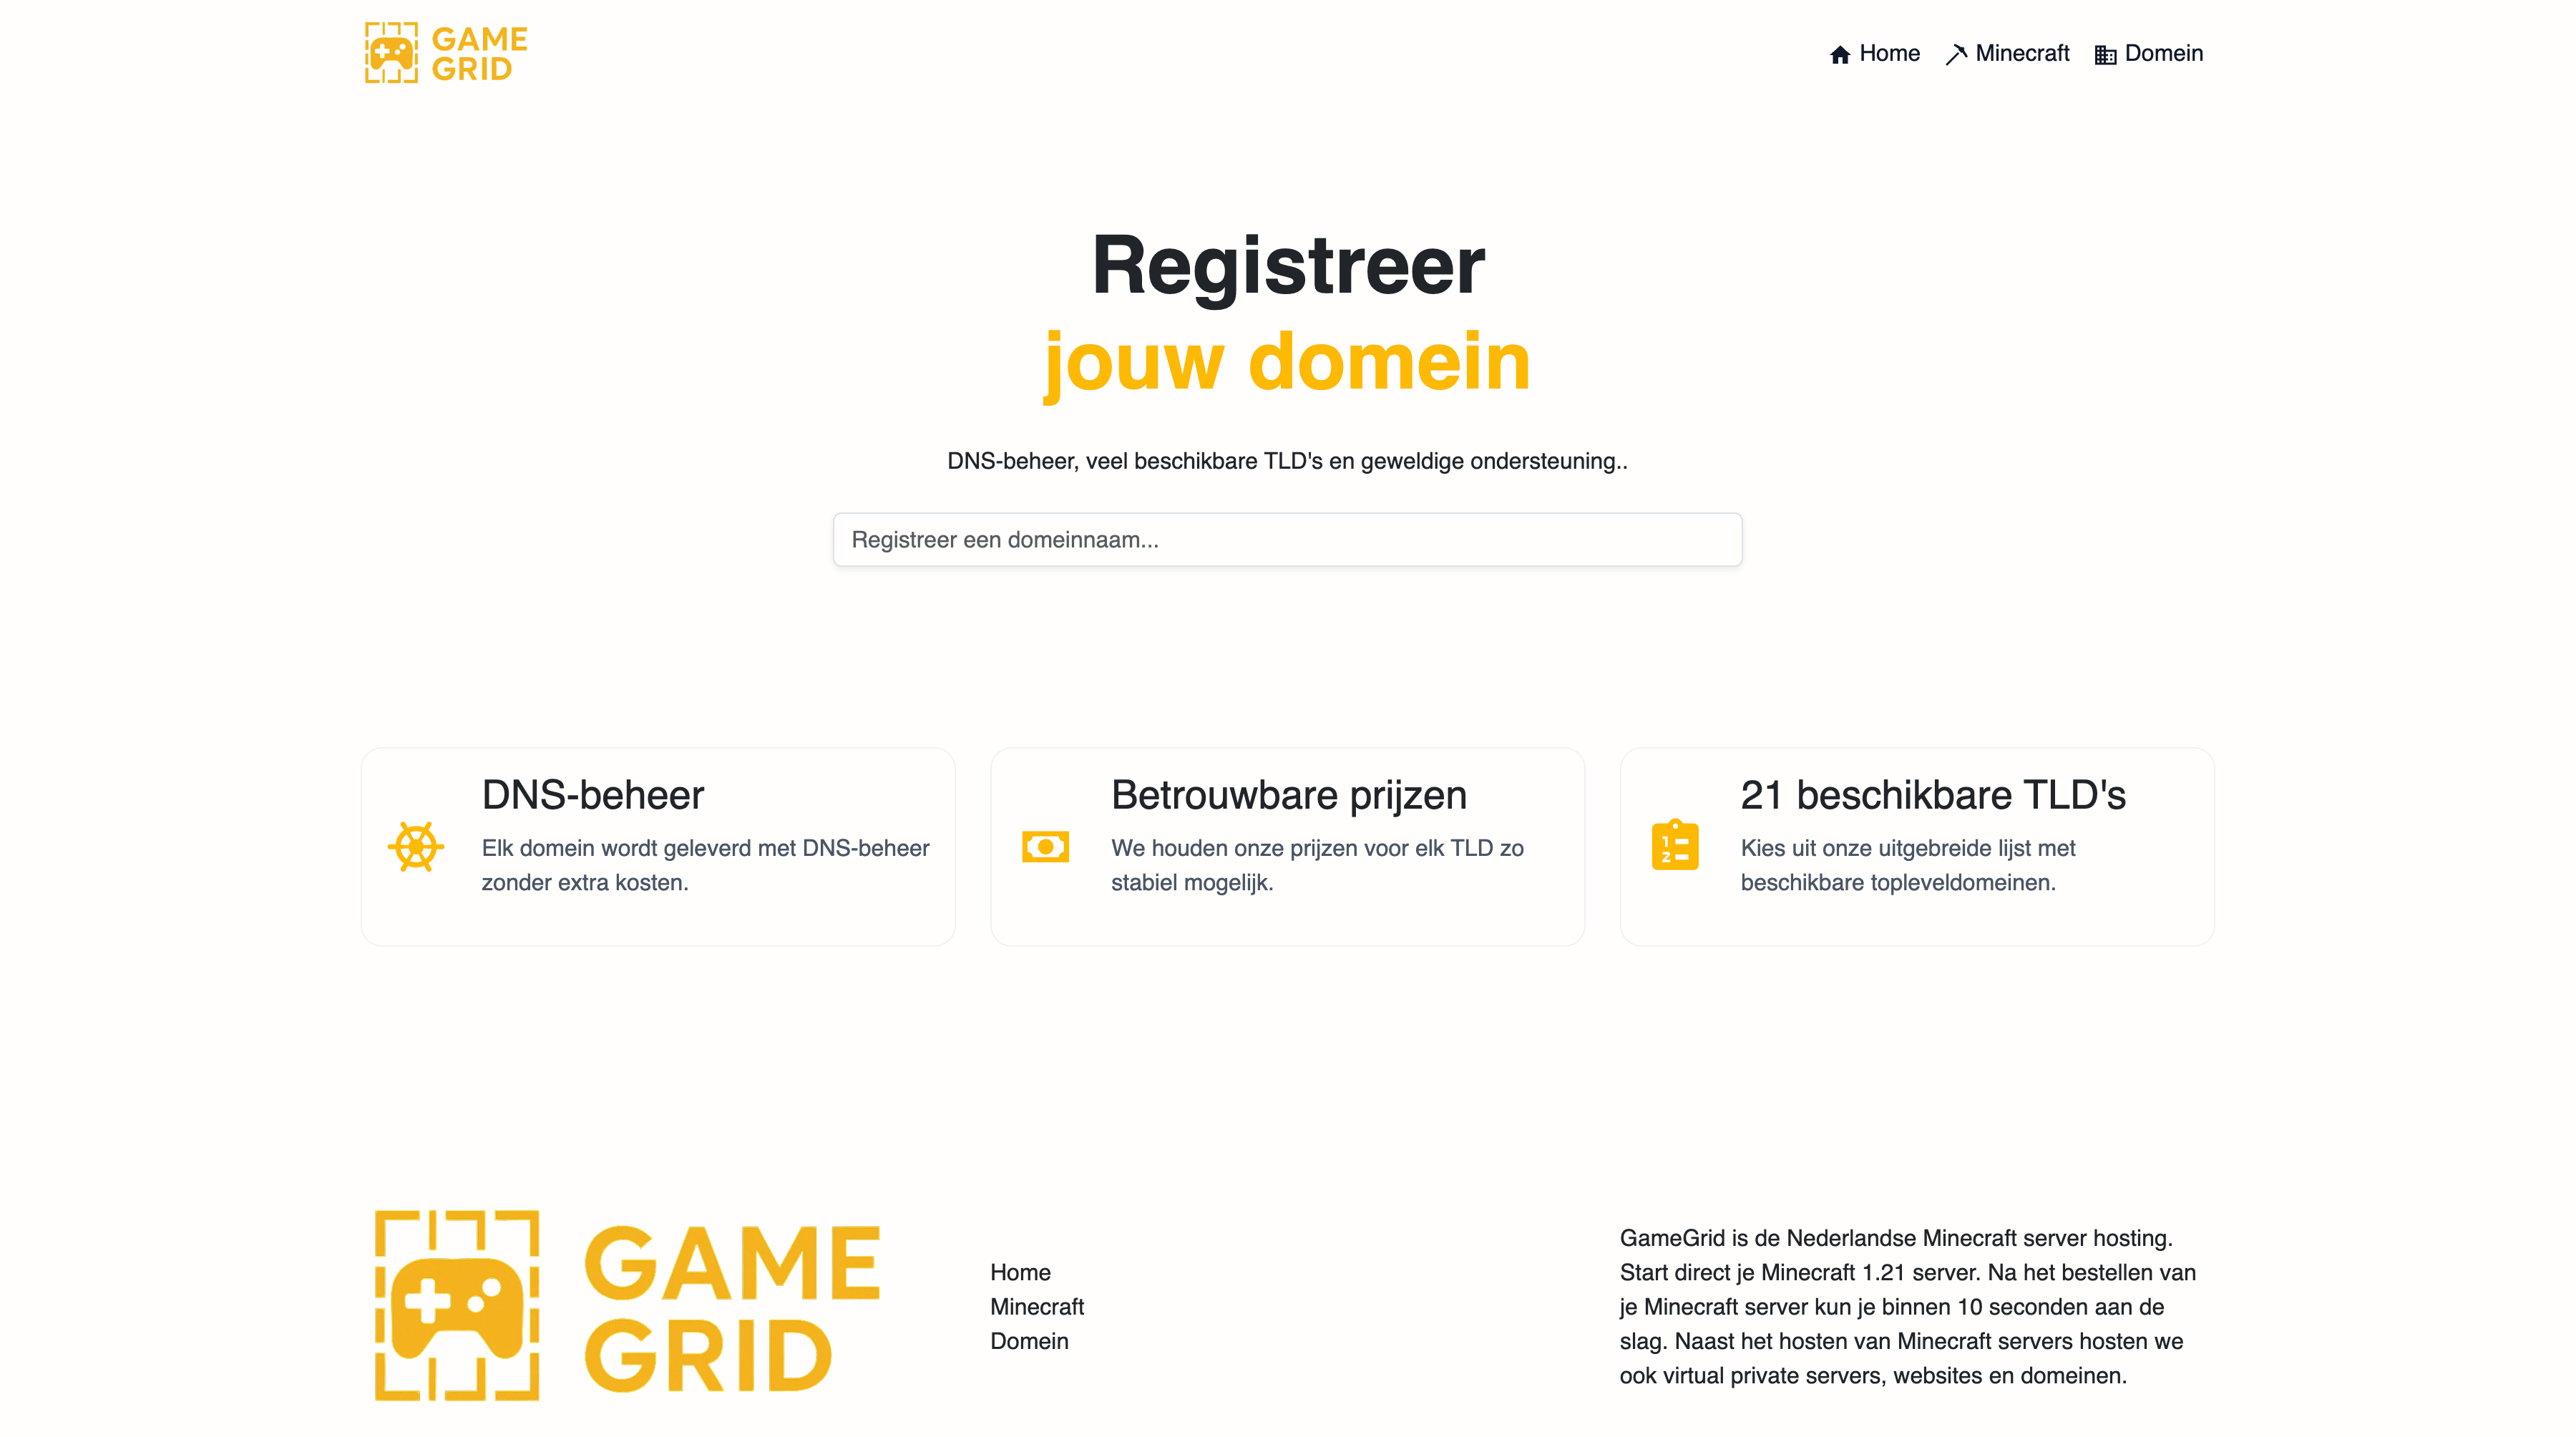 GAME
GRID
Home
Minecraft
Domein
Registreer
jouw domein
DNS-beheer, veel beschikbare TLD's en geweldige ondersteuning..
Registreer een domeinnaam...
DNS-beheer
Elk domein wordt geleverd met DNS-beheer
zonder extra kosten.
Betrouwbare prijzen
We houden onze prijzen voor elk TLD zo
stabiel mogelijk.
1
2
21 beschikbare TLD's
Kies uit onze uitgebreide lijst met
beschikbare topleveldomeinen.
GAME
GRID
Home
Minecraft
Domein
GameGrid is de Nederlandse Minecraft server hosting.
Start direct je Minecraft 1.21 server. Na het bestellen van
je Minecraft server kun je binnen 10 seconden aan de
slag. Naast het hosten van Minecraft servers hosten we
ook virtual private servers, websites en domeinen.